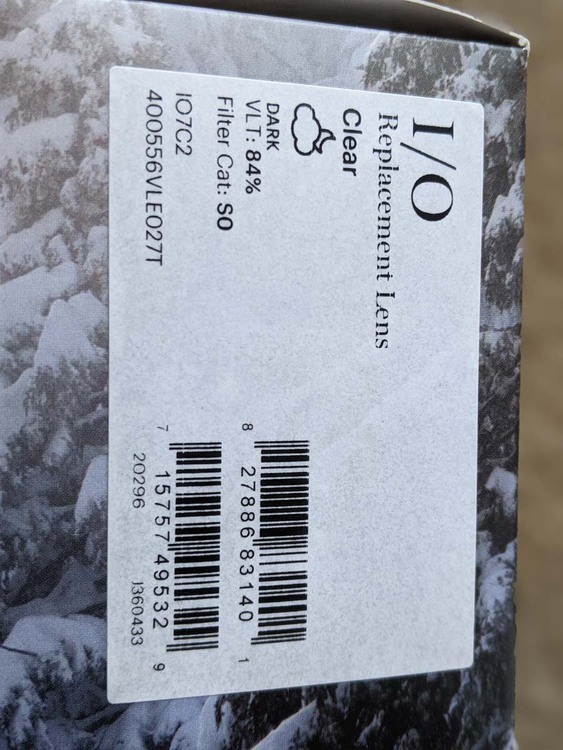 I/O
Replacement Lens
Clear
DARK
VLT: 84%
Filter Cat: S0
IO7C2
400556VLE027T
8 27886 83140 1
7 15757 49532 9
20296 1360433